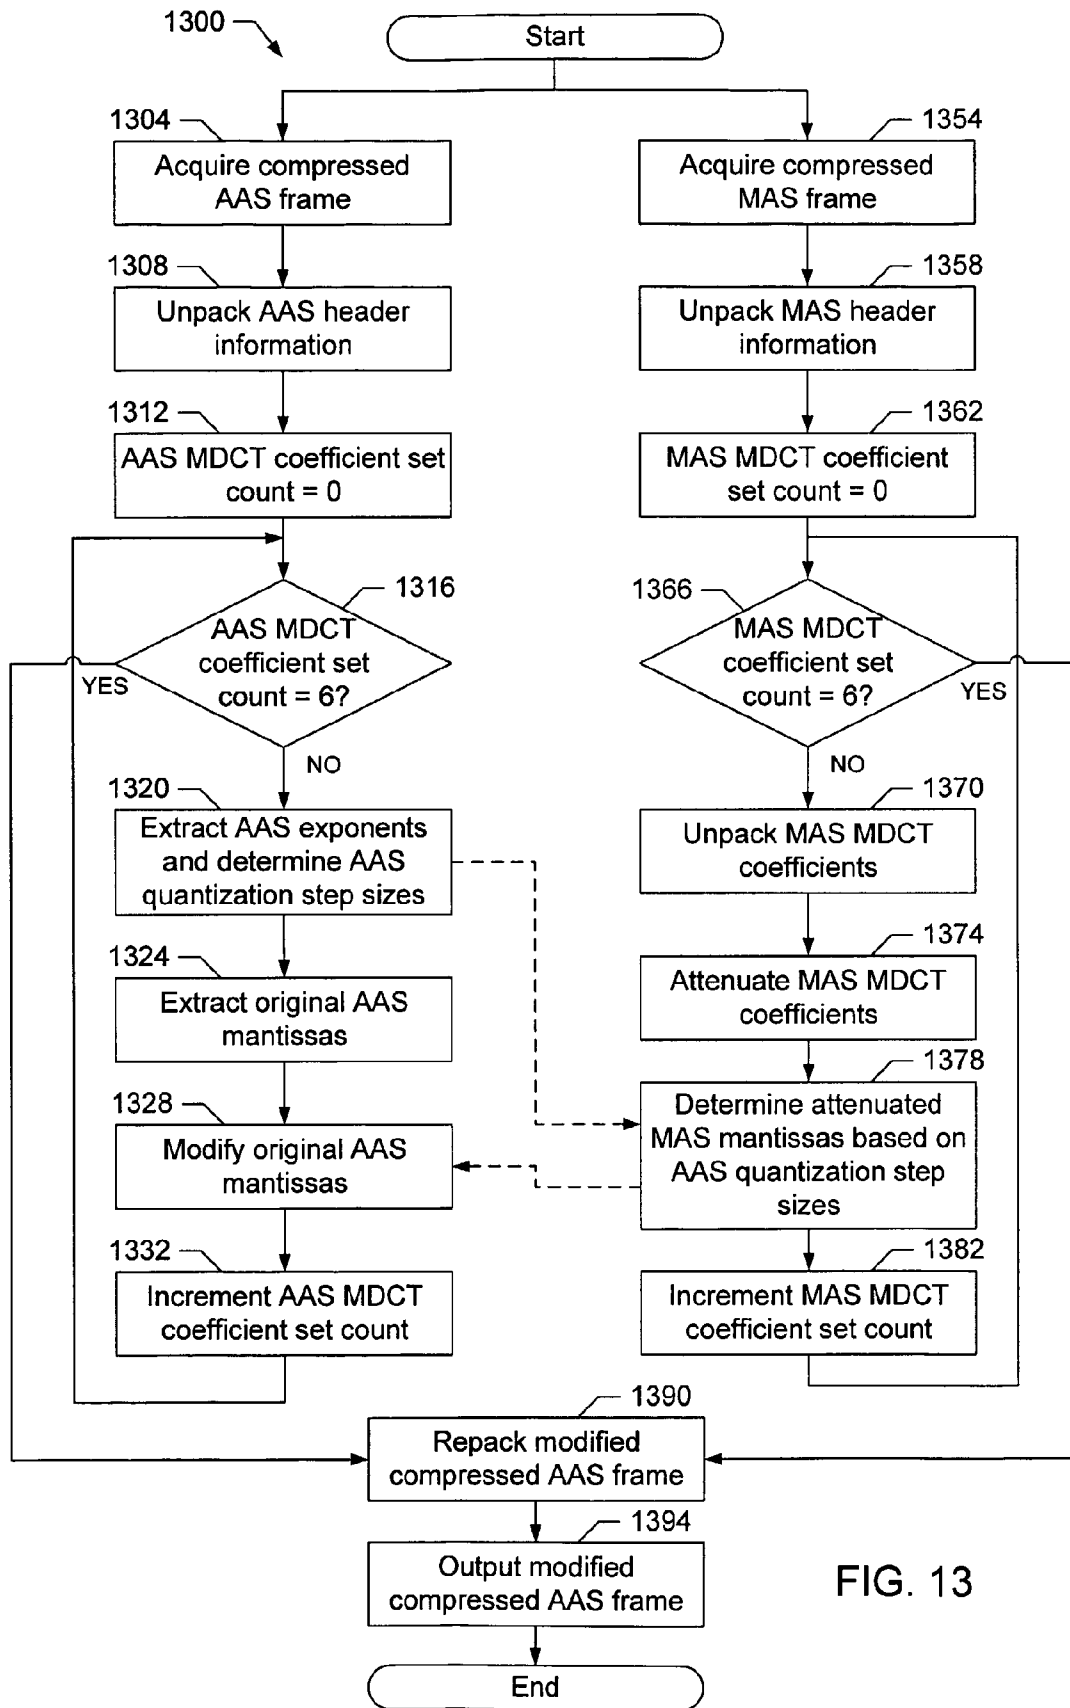 1300
Start
1304
Acquire compressed
AAS frame
1354
Acquire compressed
MAS frame
1308
Unpack AAS header
information
1358
Unpack MAS header
information
1312
AAS MDCT coefficient set
count = 0
1362
MAS MDCT coefficient
set count = 0
1316
AAS MDCT
coefficient set
count = 6?
YES
NO
1366
MAS MDCT
coefficient set
count = 6?
YES
NO
1320
Extract AAS exponents
and determine AAS
quantization step sizes
1370
Unpack MAS MDCT
coefficients
1324
Extract original AAS
mantissas
1374
Attenuate MAS MDCT
coefficients
1328
Modify original AAS
mantissas
1378
Determine attenuated
MAS mantissas based on
AAS quantization step
sizes
1332
Increment AAS MDCT
coefficient set count
1382
Increment MAS MDCT
coefficient set count
1390
Repack modified
compressed AAS frame
1394
Output modified
compressed AAS frame
End
FIG. 13